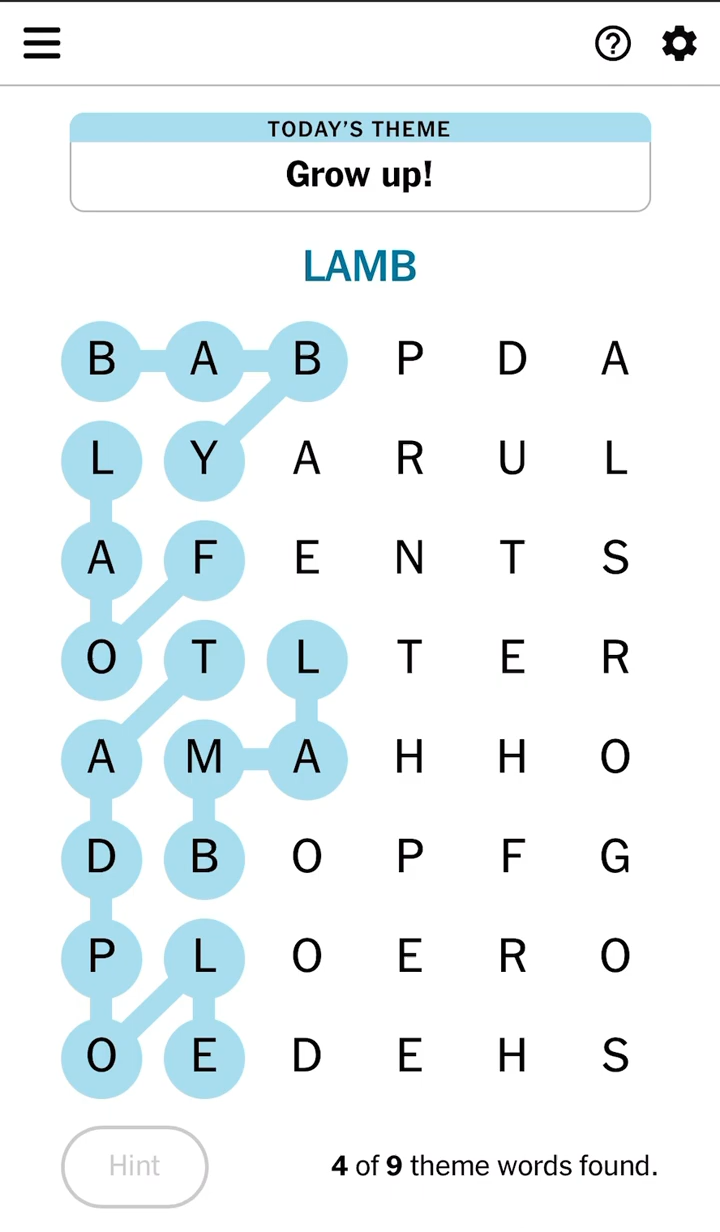 TODAY'S THEME
Grow up!
LAMB
B A B P D A
L Y A R U L
A F E N T S
O T L T E R
A M A H H O
D B O P F G
P L O E R O
O E D E H S
Hint 4 of 9 theme words found.